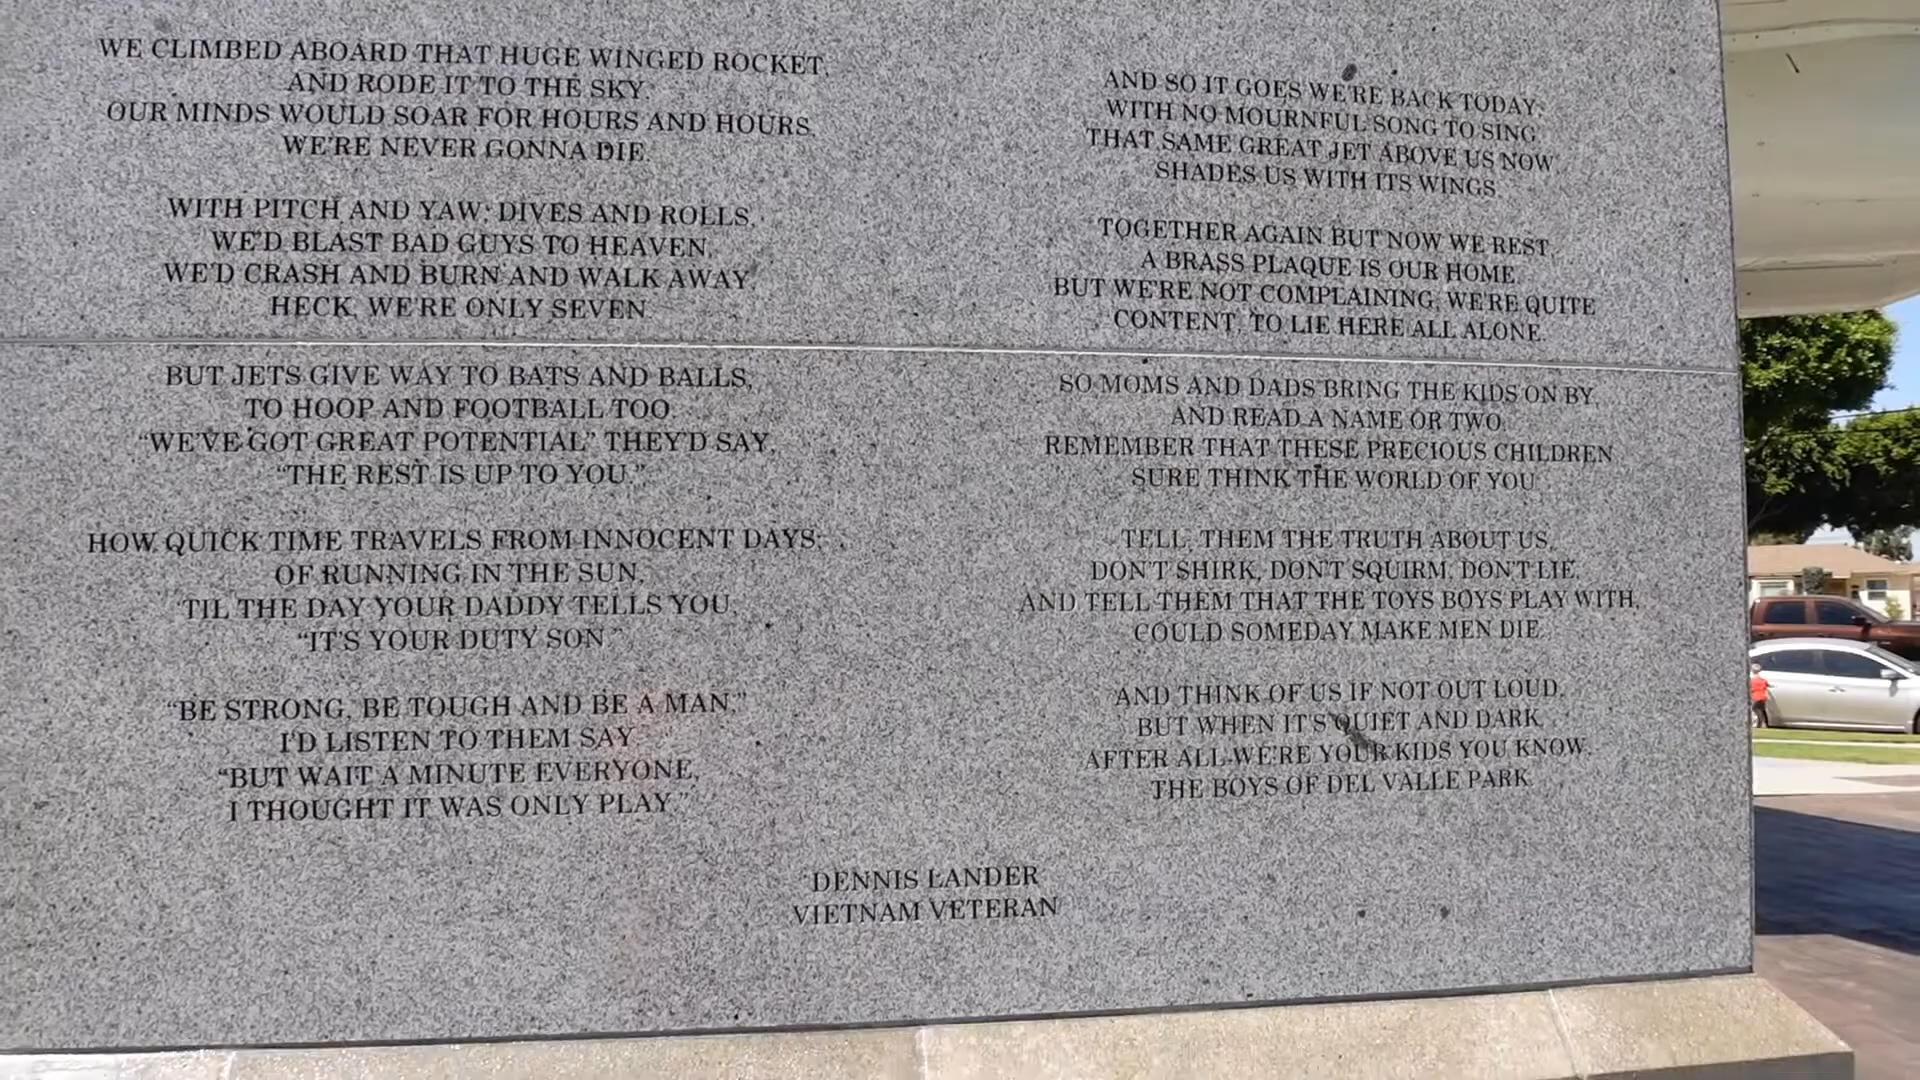 WE CLIMBED ABOARD THAT HUGE WINGED ROCKET,
AND RODE IT TO THE SKY.
OUR MINDS WOULD SOAR FOR HOURS AND HOURS,
WE'RE NEVER GONNA DIE.
WITH PITCH AND YAW; DIVES AND ROLLS,
WE'D BLAST BAD GUYS TO HEAVEN,
WE'D CRASH AND BURN AND WALK AWAY
HECK, WE'RE ONLY SEVEN.
BUT JETS GIVE WAY TO BATS AND BALLS,
TO HOOP AND FOOTBALL TOO.
"WE'VE GOT GREAT POTENTIAL" THEY'D SAY,
"THE REST IS UP TO YOU."
HOW QUICK TIME TRAVELS FROM INNOCENT DAYS;
OF RUNNING IN THE SUN,
'TIL THE DAY YOUR DADDY TELLS YOU,
"IT'S YOUR DUTY SON."
"BE STRONG, BE TOUGH AND BE A MAN,"
I'D LISTEN TO THEM SAY
"BUT WAIT A MINUTE EVERYONE,
I THOUGHT IT WAS ONLY PLAY."
AND SO IT GOES WE'RE BACK TODAY;
WITH NO MOURNFUL SONG TO SING
THAT SAME GREAT JET ABOVE US NOW
SHADES US WITH ITS WINGS.
TOGETHER AGAIN BUT NOW WE REST,
A BRASS PLAQUE IS OUR HOME.
BUT WE'RE NOT COMPLAINING, WE'RE QUITE
CONTENT, TO LIE HERE ALL ALONE.
SO MOMS AND DADS BRING THE KIDS ON BY,
AND READ A NAME OR TWO.
REMEMBER THAT THESE PRECIOUS CHILDREN
SURE THINK THE WORLD OF YOU.
TELL THEM THE TRUTH ABOUT US,
DON'T SHIRK, DON'T SQUIRM, DON'T LIE,
AND TELL THEM THAT THE TOYS BOYS PLAY WITH,
COULD SOMEDAY MAKE MEN DIE.
AND THINK OF US IF NOT OUT LOUD,
BUT WHEN IT'S QUIET AND DARK,
AFTER ALL WE'RE YOUR KIDS YOU KNOW,
THE BOYS OF DEL VALLE PARK.
DENNIS LANDER
VIETNAM VETERAN